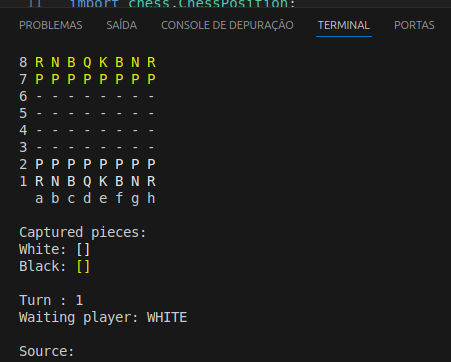 11 import chess.ChessPosition;
PROBLEMAS SAÍDA CONSOLE DE DEPURAÇÃO TERMINAL PORTAS
8 R N B Q K B N R
7 P P P P P P P P
6 - - - - - - - -
5 - - - - - - - -
4 - - - - - - - -
3 - - - - - - - -
2 P P P P P P P P
1 R N B Q K B N R
a b c d e f g h
Captured pieces:
White: []
Black: []
Turn : 1
Waiting player: WHITE
Source: